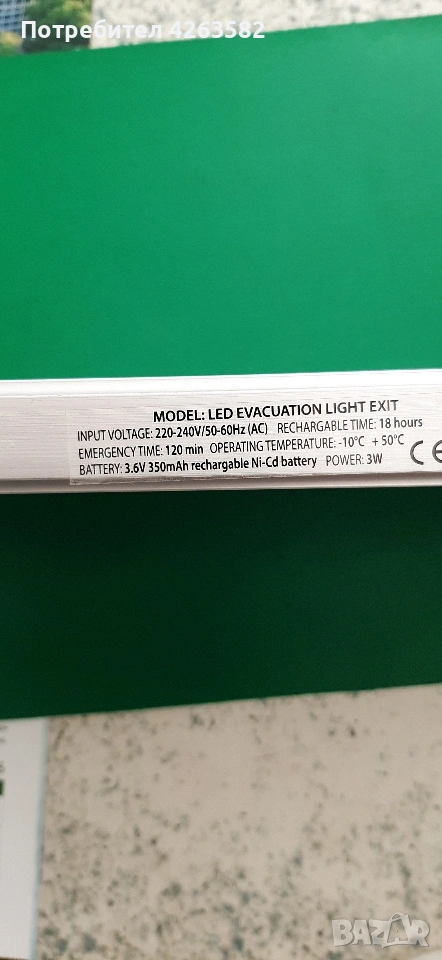 Потребител 4263582
MODEL: LED EVACUATION LIGHT EXIT
INPUT VOLTAGE: 220-240V/50-60Hz (AC) RECHARGABLE TIME: 18 hours
EMERGENCY TIME: 120 min OPERATING TEMPERATURE: -10°C +50°C
BATTERY: 3.6V 350mAh rechargable Ni-Cd battery POWER: 3W
CE
BAZAR